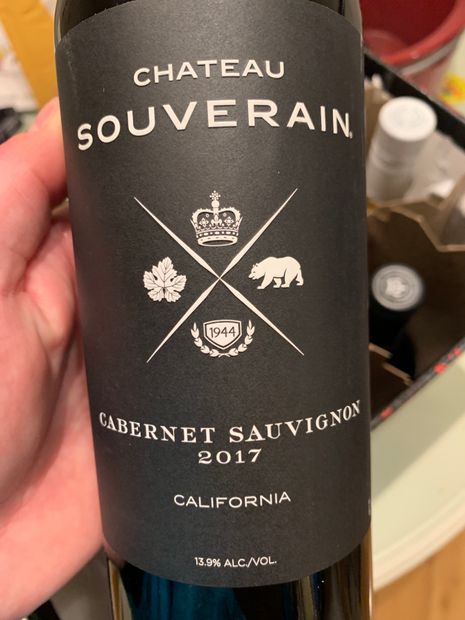 CHATEAU
SOUVERAIN.
1944
CABERNET SAUVIGNON
2017
CALIFORNIA
13.9% ALC./VOL.